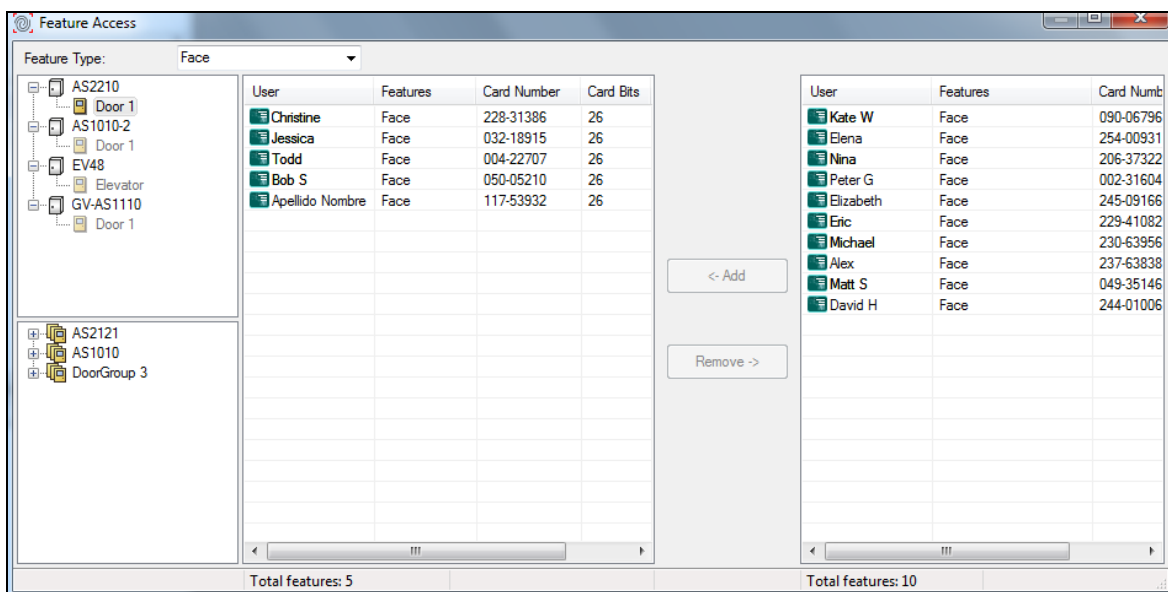 Feature Access
Feature Type: Face
AS2210
Door 1
AS1010-2
Door 1
EV48
Elevator
GV-AS1110
Door 1
AS2121
AS1010
DoorGroup 3
User Features Card Number Card Bits
Christine Face 228-31386 26
Jessica Face 032-18915 26
Todd Face 004-22707 26
Bob S Face 050-05210 26
Apellido Nombre Face 117-53932 26
Total features: 5
<- Add
Remove ->
User Features Card Numb
Kate W Face 090-06796
Elena Face 254-00931
Nina Face 206-37322
Peter G Face 002-31604
Elizabeth Face 245-09166
Eric Face 229-41082
Michael Face 230-63956
Alex Face 237-63838
Matt S Face 049-35146
David H Face 244-01006
Total features: 10